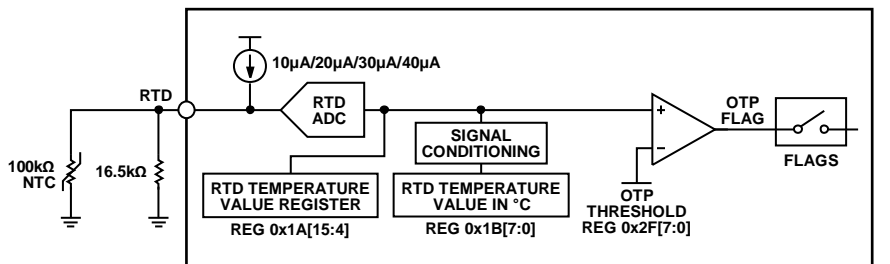 10µA/20µA/30µA/40µA
RTD
RTD
ADC
100kΩ
NTC
16.5kΩ
RTD TEMPERATURE
VALUE REGISTER
REG 0x1A[15:4]
SIGNAL
CONDITIONING
RTD TEMPERATURE
VALUE IN °C
REG 0x1B[7:0]
+
–
OTP
THRESHOLD
REG 0x2F[7:0]
OTP
FLAG
FLAGS